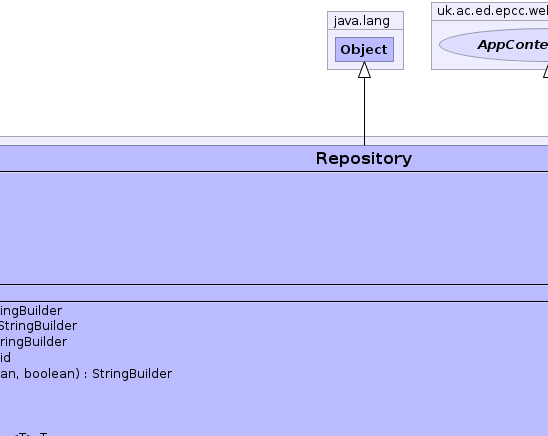 java.lang
uk.ac.ed.epcc.we
Object
AppConte
Repository
ingBuilder
StringBuilder
ringBuilder
id
an, boolean) : StringBuilder